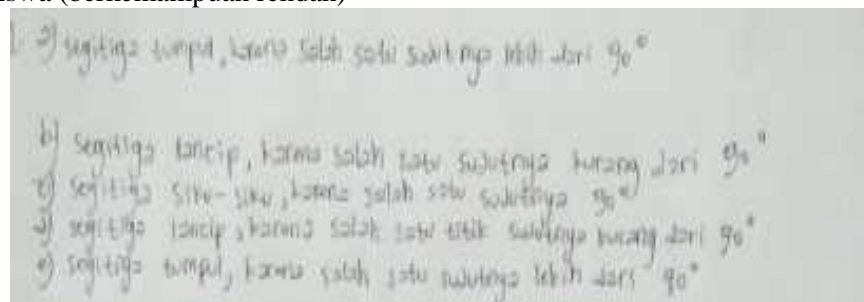 siswa (berkemampuan rendah)
1. a) segitiga tumpul, karena salah satu sudutnya lebih dari 90°
b) segitiga lancip, karena salah satu sudutnya kurang dari 90°
c) segitiga siku-siku, karena salah satu sudutnya 90°
d) segitiga lancip, karena salah satu titik sudutnya kurang dari 90°
e) segitiga tumpul, karena salah satu sudutnya lebih dari 90°